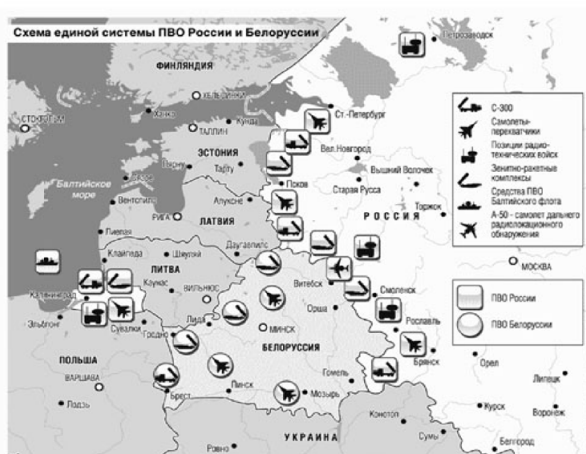 Схема единой системы ПВО России и Белоруссии
Петрозаводск
ФИНЛЯНДИЯ
ХЕЛЬСИНКИ
СТОКГОЛЬМ
Ханко
Кунда
Ст.-Петербург
С-300
Самолеты-
перехватчики
Позиции радио-
технических войск
Зенитно-ракетные
комплексы
Средства ПВО
Балтийского флота
А-50 - самолет дальнего
радиолокационного
обнаружения
ТАЛЛИН
ЭСТОНИЯ
Вел.Новгород
Пярну
Тарту
Вышний Волочек
Балтийское
море
Псков
Старая Русса
Вентспилс
Алуксне
Торжок
РИГА
РОССИЯ
ЛАТВИЯ
Лиепая
Даугавпилс
МОСКВА
Клайпеда
Шяуляй
ЛИТВА
Витебск
Смоленск
ПВО России
ПВО Белоруссии
Калининград
Каунас
ВИЛЬНЮС
Орша
Эльблонг
Сувалки
Лида
МИНСК
Рославль
Гродно
БЕЛОРУССИЯ
ПОЛЬША
Брянск
Орел
ВАРШАВА
Гомель
Липецк
Брест
Пинск
Мозырь
Лодзь
Курск
Воронеж
Конотоп
УКРАИНА
Сумы
Ровно
Белгород